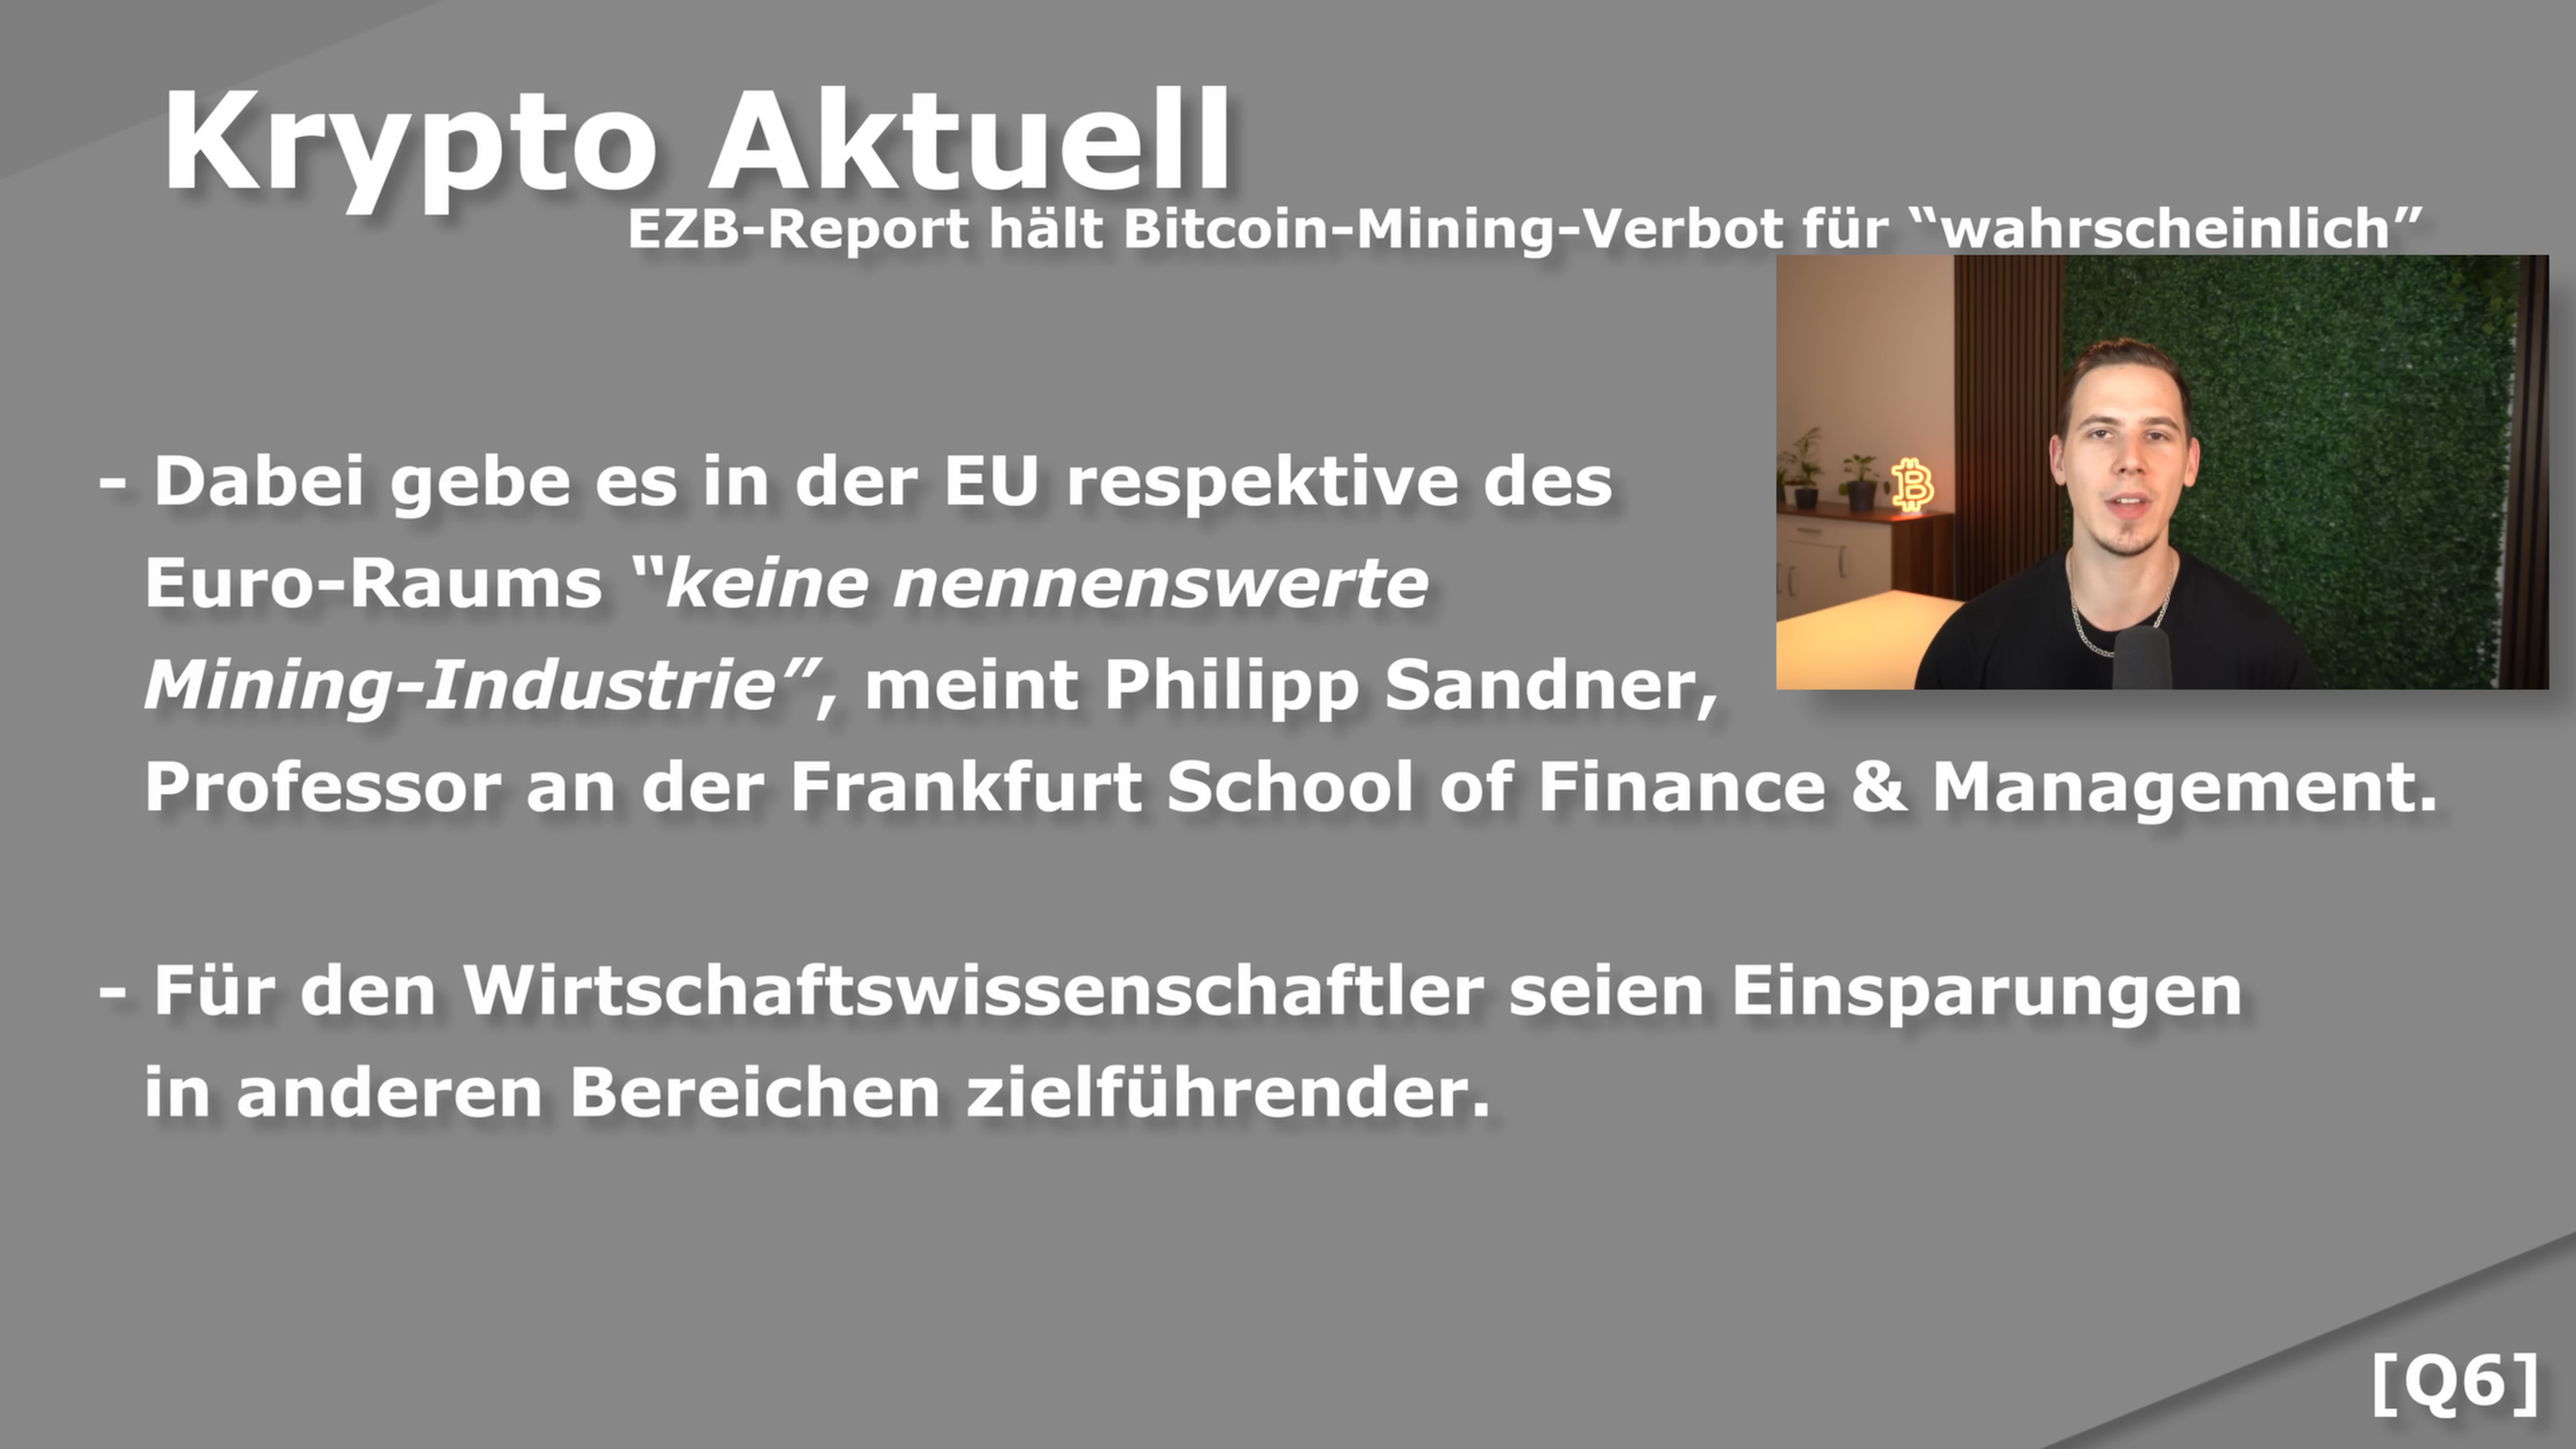 Krypto Aktuell
EZB-Report hält Bitcoin-Mining-Verbot für “wahrscheinlich”
- Dabei gebe es in der EU respektive des
Euro-Raums “keine nennenswerte
Mining-Industrie”, meint Philipp Sandner,
Professor an der Frankfurt School of Finance & Management.
- Für den Wirtschaftswissenschaftler seien Einsparungen
in anderen Bereichen zielführender.
[Q6]